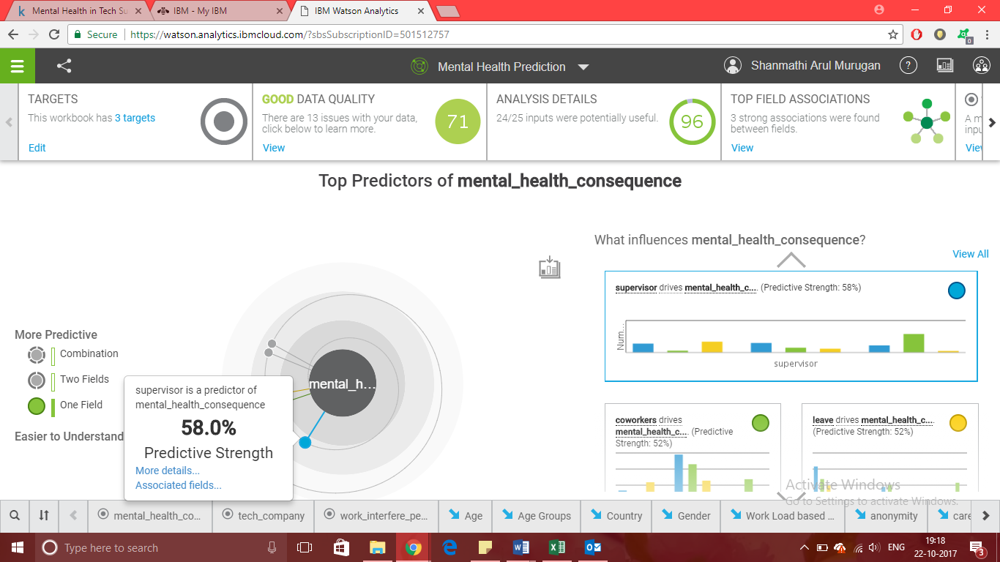 Mental Health in Tech Su
IBM - My IBM
IBM Watson Analytics
Secure
https://watson.analytics.ibmcloud.com/?sbsSubscriptionID=501512757
0
Mental Health Prediction
Shanmathi Arul Murugan
?
TARGETS
This workbook has 3 targets
Edit
GOOD DATA QUALITY
There are 13 issues with your data,
click below to learn more.
View
71
ANALYSIS DETAILS
24/25 inputs were potentially useful.
96
TOP FIELD ASSOCIATIONS
3 strong associations were found
between fields.
View
A m
inpu
View
Top Predictors of mental_health_consequence
What influences mental_health_consequence?
View All
supervisor drives mental_health_c.... (Predictive Strength: 58%)
Num...
supervisor
More Predictive
Combination
Two Fields
One Field
Easier to Understand
mental_h...
supervisor is a predictor of
mental_health_consequence
58.0%
Predictive Strength
More details...
Associated fields...
coworkers drives
mental_health_c.... (Predictive
Strength: 52%)
leave drives mental_health_c....
(Predictive Strength: 52%)
Activate Windows
Go to Settings to activate Windows.
mental_health_co...
tech_company
work_interfere_pe...
Age
Age Groups
Country
Gender
Work Load based ...
anonymity
care
Type here to search
ENG
19:18
22-10-2017
3